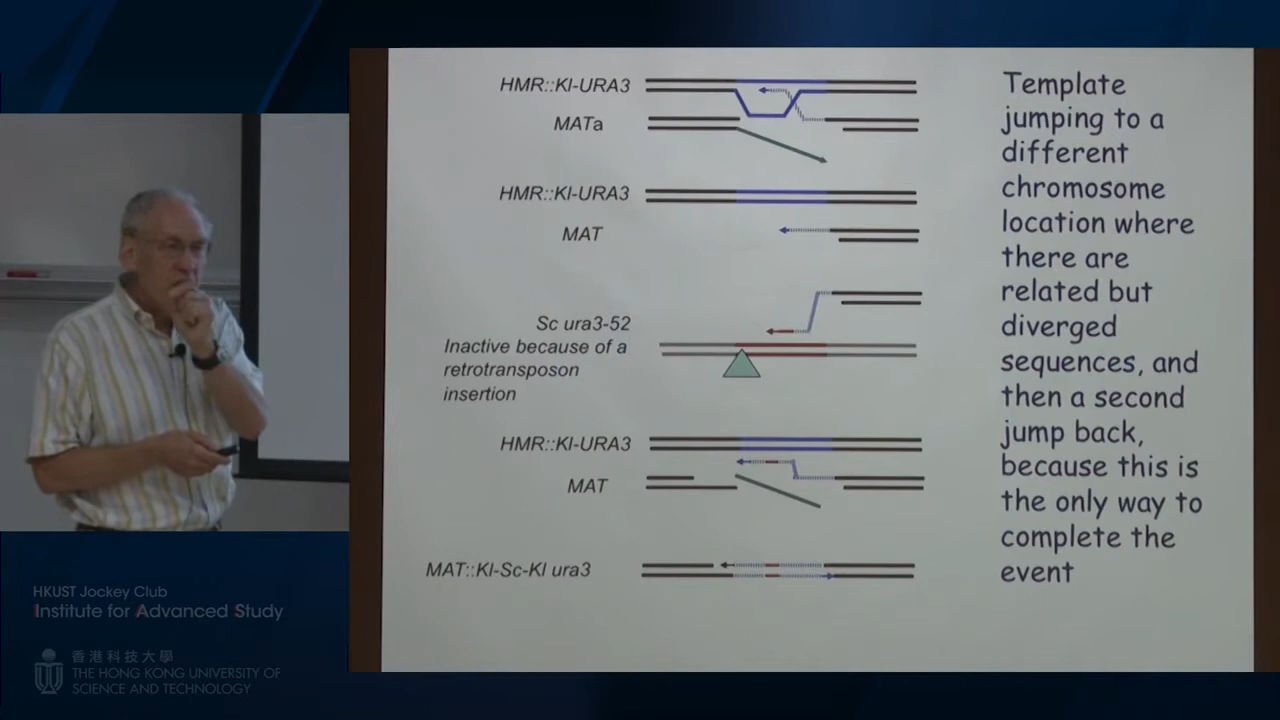 HMR::Kl-URA3
MATa
HMR::Kl-URA3
MAT
Sc ura3-52
Inactive because of a
retrotransposon
insertion
HMR::Kl-URA3
MAT
MAT::Kl-Sc-Kl ura3
Template
jumping to a
different
chromosome
location where
there are
related but
diverged
sequences, and
then a second
jump back,
because this is
the only way to
complete the
event
HKUST Jockey Club
Institute for Advanced Study
香港科技大學
THE HONG KONG UNIVERSITY OF
SCIENCE AND TECHNOLOGY